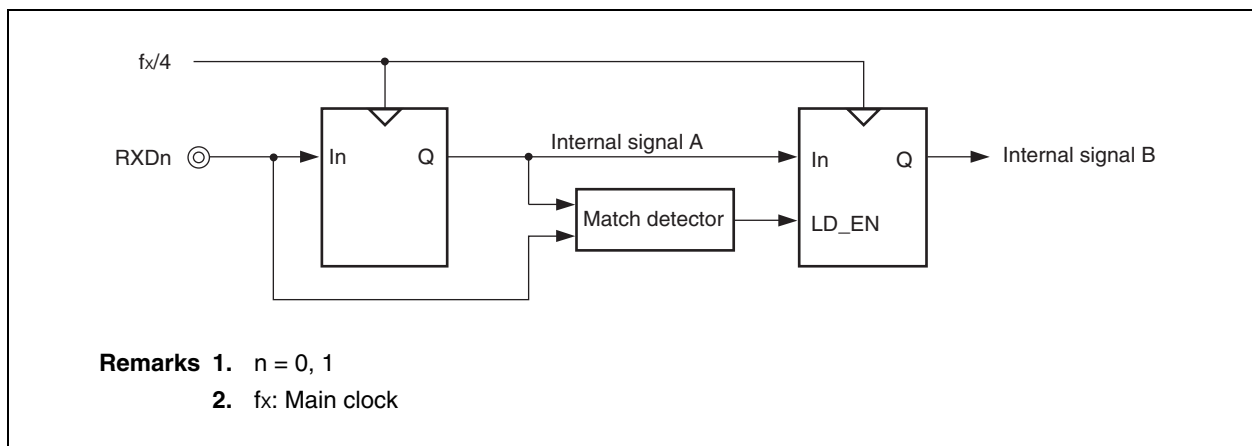 fx/4
RXDn
In
Q
Internal signal A
In
Q
Internal signal B
Match detector
LD_EN
Remarks 1. n = 0, 1
2. fx: Main clock